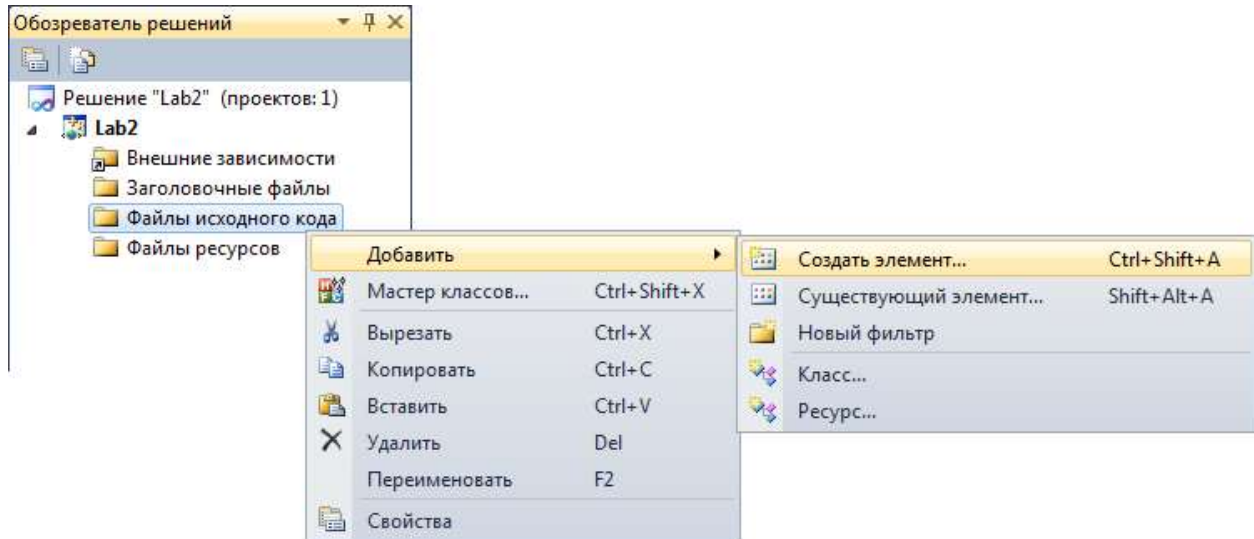 Обозреватель решений
Решение "Lab2" (проектов: 1)
Lab2
Внешние зависимости
Заголовочные файлы
Файлы исходного кода
Файлы ресурсов
Добавить
Мастер классов... Ctrl+Shift+X
Вырезать Ctrl+X
Копировать Ctrl+C
Вставить Ctrl+V
Удалить Del
Переименовать F2
Свойства
Создать элемент... Ctrl+Shift+A
Существующий элемент... Shift+Alt+A
Новый фильтр
Класс...
Ресурс...